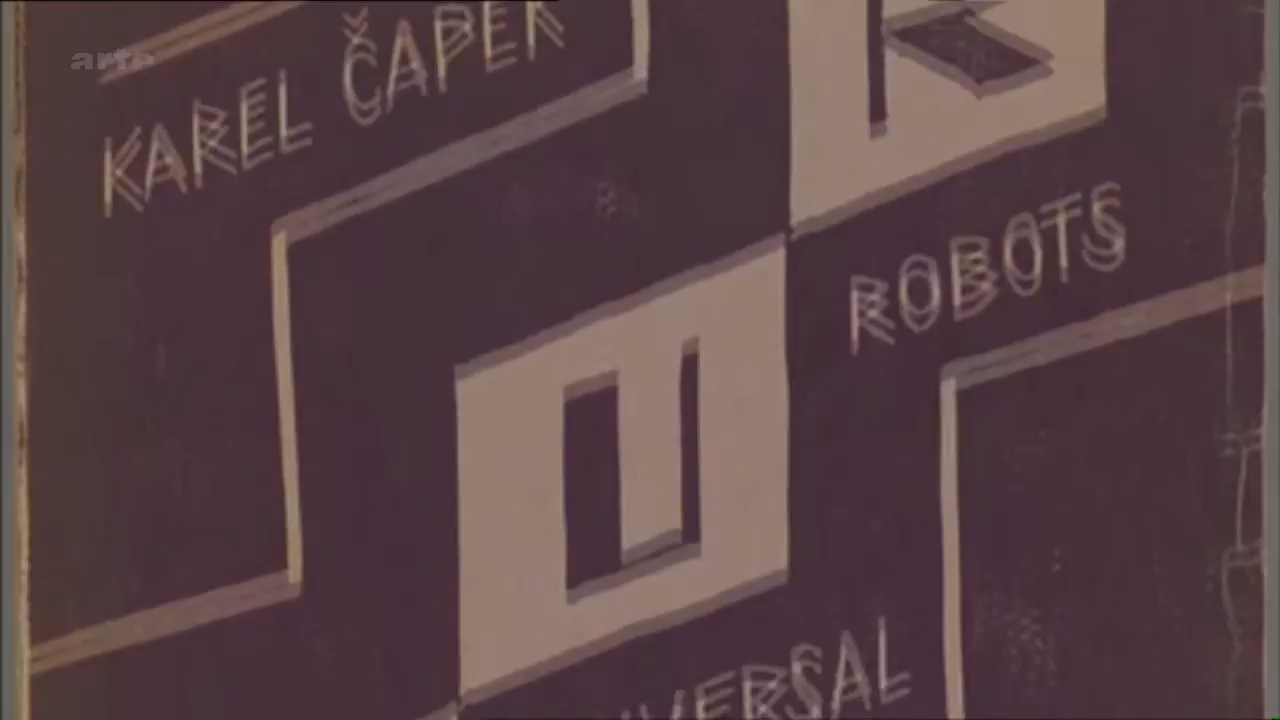 arte
KAREL ČAPEK
R
ROBOTS
U
VERSAL